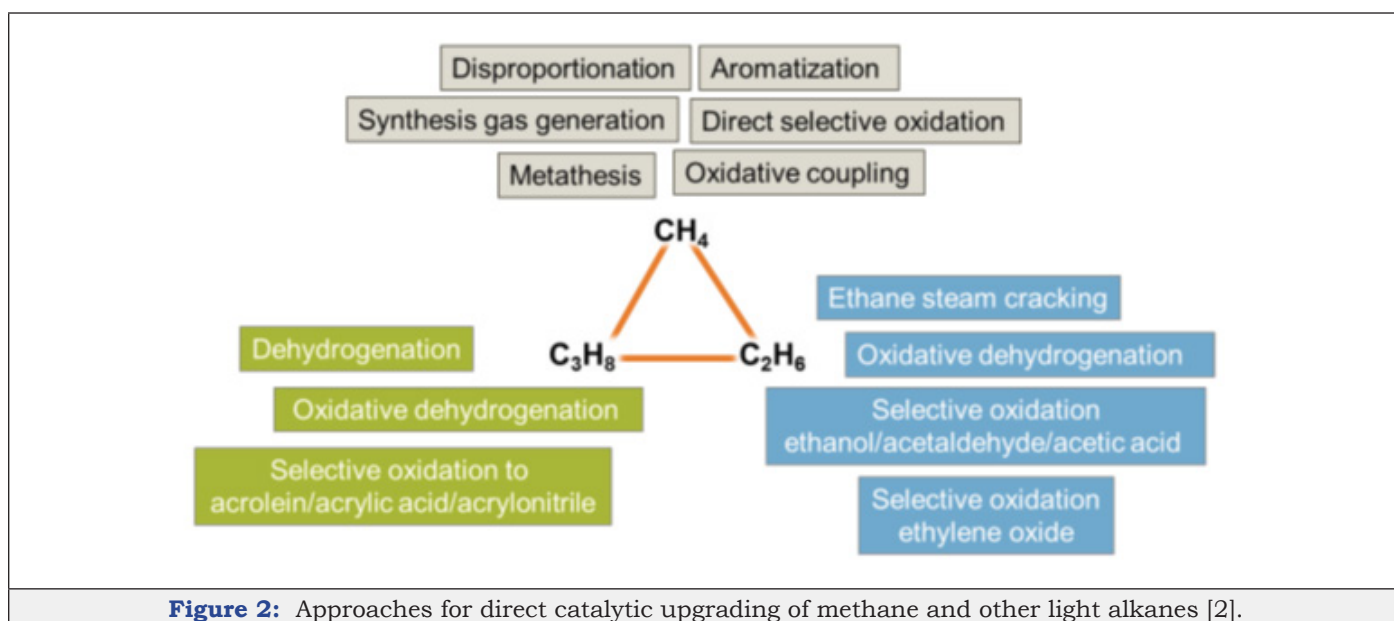 Disproportionation
Aromatization
Synthesis gas generation
Direct selective oxidation
Metathesis
Oxidative coupling
CH₄
Ethane steam cracking
Dehydrogenation
C₃H₈
C₂H₆
Oxidative dehydrogenation
Oxidative dehydrogenation
Selective oxidation
ethanol/acetaldehyde/acetic acid
Selective oxidation to
acrolein/acrylic acid/acrylonitrile
Selective oxidation
ethylene oxide
Figure 2: Approaches for direct catalytic upgrading of methane and other light alkanes [2].